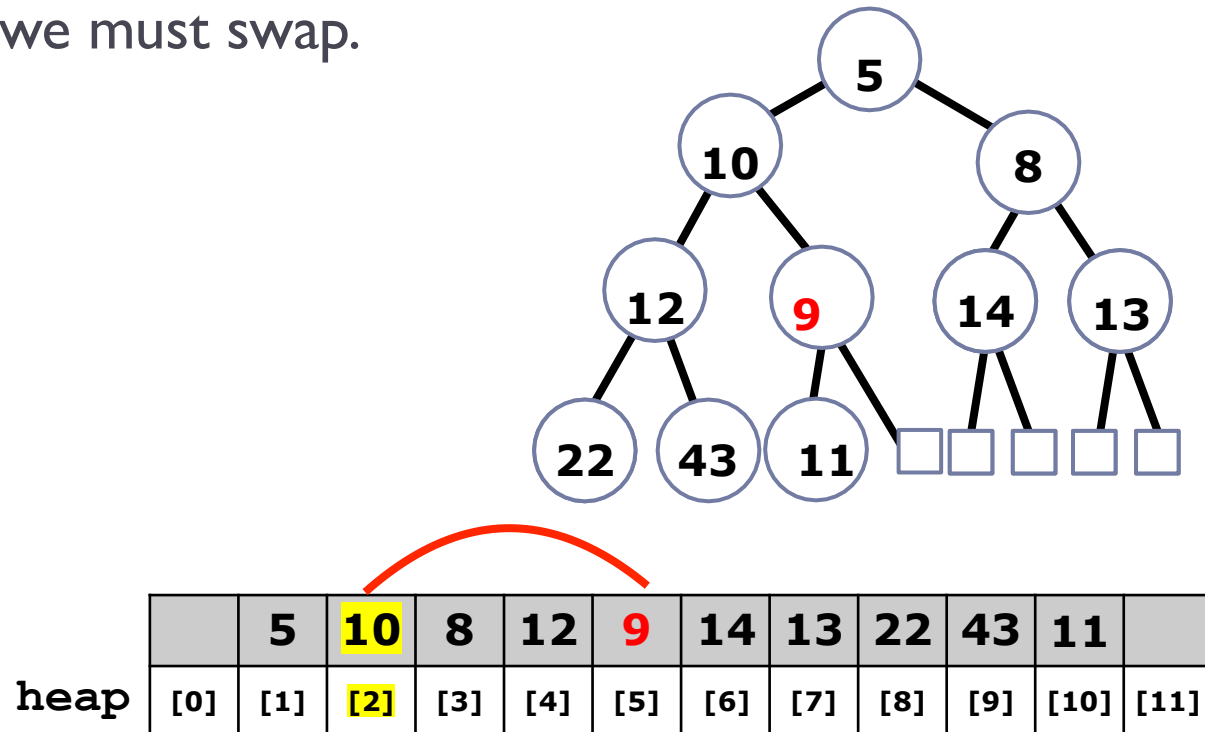 we must swap.
5
10 8
12 9 14 13
22 43 11
5 10 8 12 9 14 13 22 43 11
heap [0] [1] [2] [3] [4] [5] [6] [7] [8] [9] [10] [11]